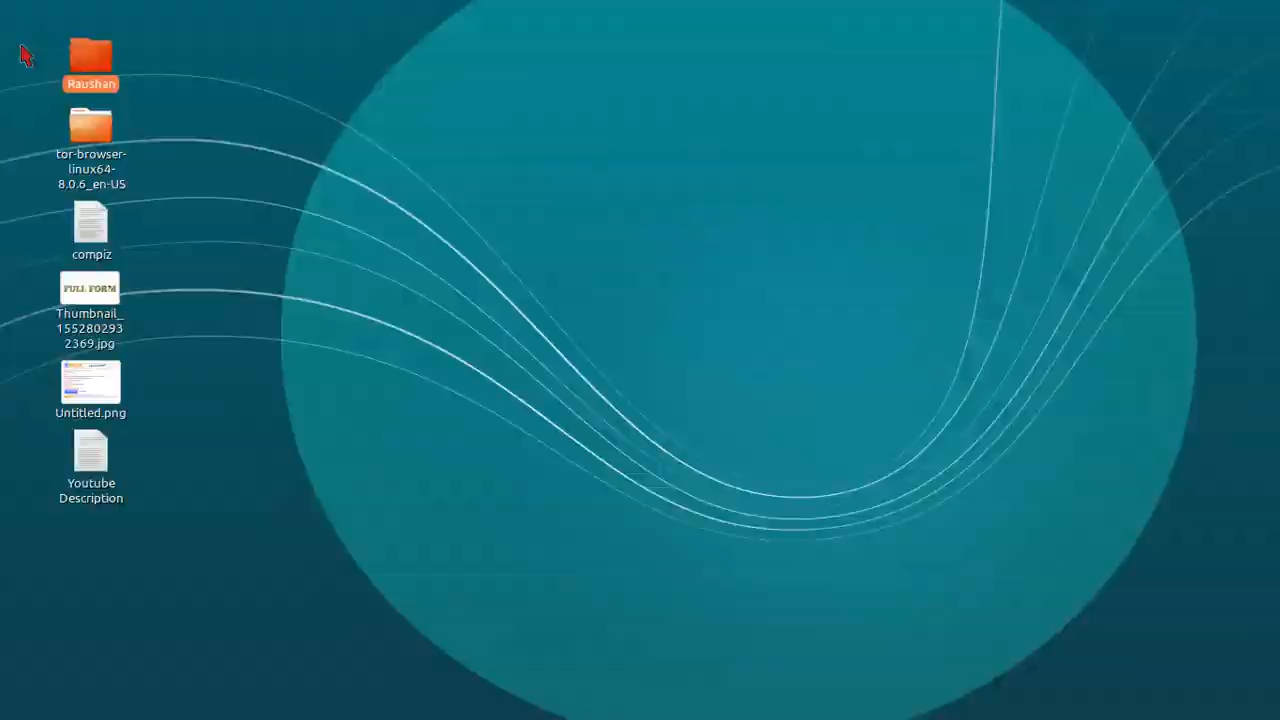 Raushan
tor-browser-
linux64-
8.0.6_en-US
compiz
FULL FORM
Thumbnail_
155280293
2369.jpg
Untitled.png
Youtube
Description